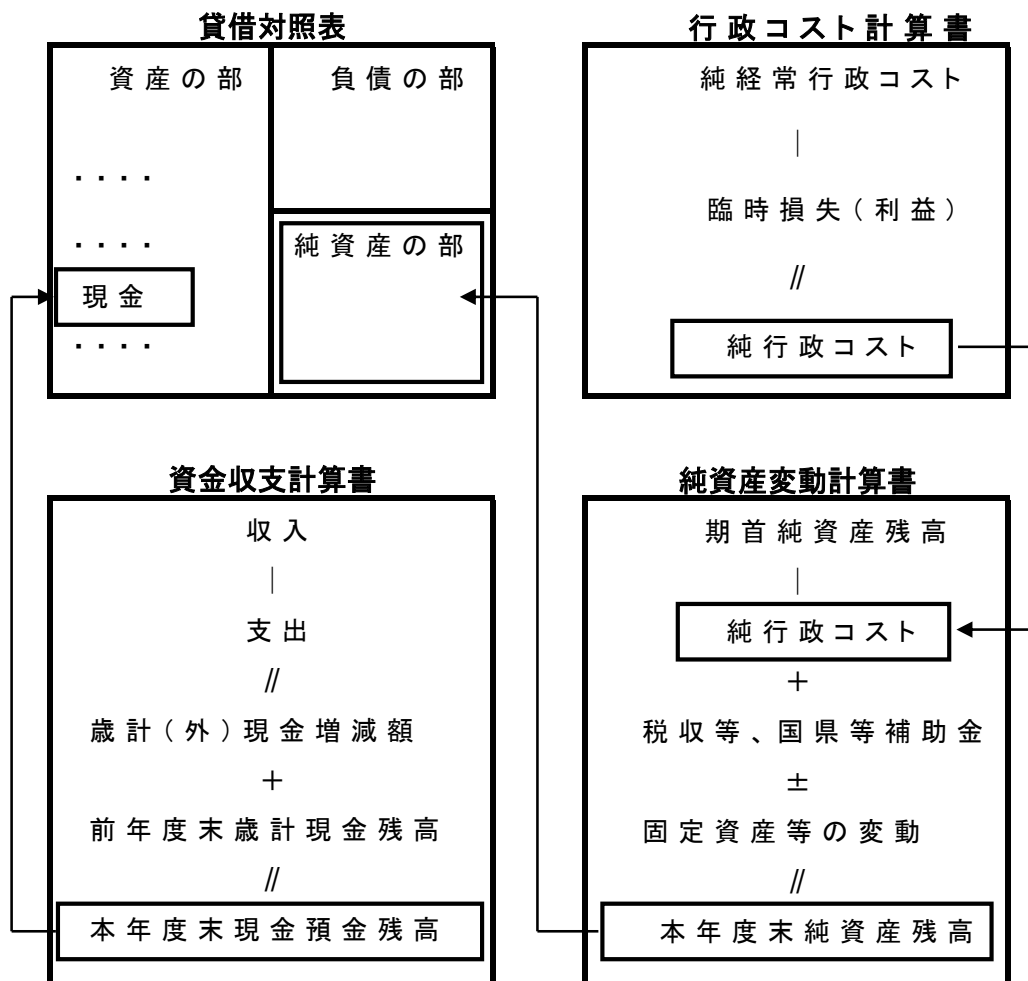 貸借対照表
資産の部
負債の部
・・・・
・・・・
現金
・・・・
純資産の部
行政コスト計算書
純経常行政コスト
|
臨時損失(利益)
//
純行政コスト
資金収支計算書
収入
|
支出
//
歳計(外)現金増減額
+
前年度末歳計現金残高
//
本年度末現金預金残高
純資産変動計算書
期首純資産残高
|
純行政コスト
+
税収等、国県等補助金
±
固定資産等の変動
//
本年度末純資産残高